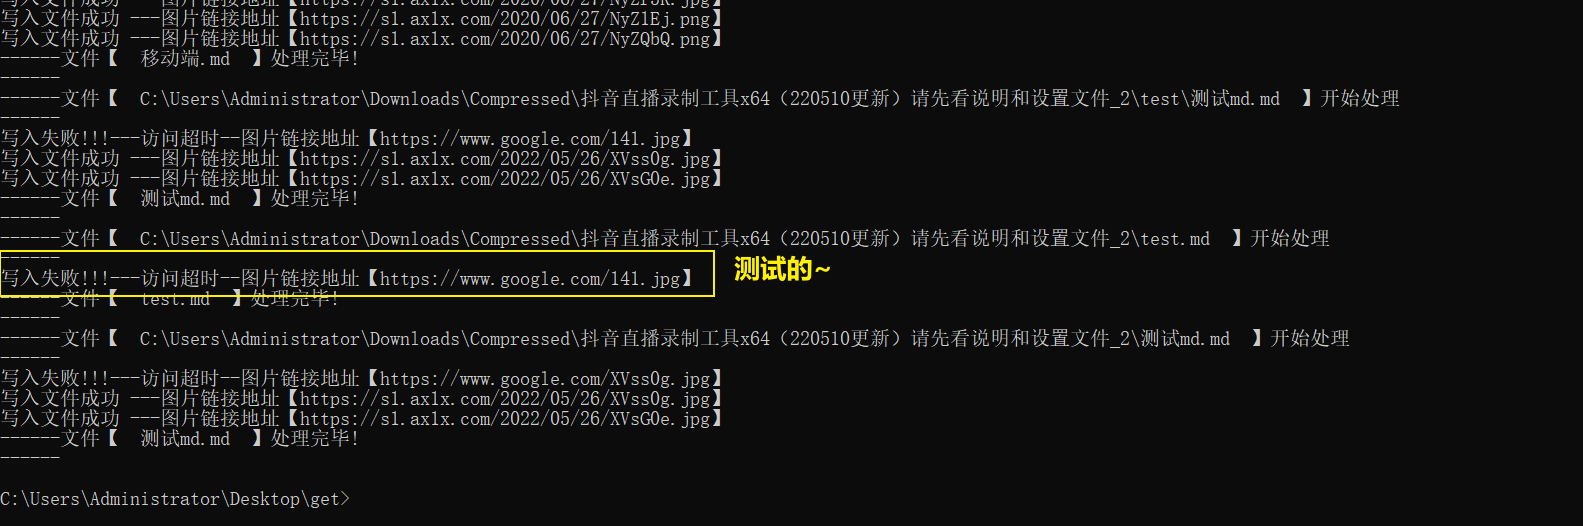 写入文件成功 ---图片链接地址【https://s1.ax1x.com/2020/06/27/NyZ1Ej.png】
写入文件成功 ---图片链接地址【https://s1.ax1x.com/2020/06/27/NyZQbQ.png】
------文件【  移动端.md  】处理完毕!
------
------文件【  C:\Users\Administrator\Downloads\Compressed\抖音直播录制工具x64（220510更新）请先看说明和设置文件_2\test\测试md.md  】开始处理
------
写入失败!!!---访问超时--图片链接地址【https://www.google.com/141.jpg】
写入文件成功 ---图片链接地址【https://s1.ax1x.com/2022/05/26/XVss0g.jpg】
写入文件成功 ---图片链接地址【https://s1.ax1x.com/2022/05/26/XVsG0e.jpg】
------文件【  测试md.md  】处理完毕!
------
------文件【  C:\Users\Administrator\Downloads\Compressed\抖音直播录制工具x64（220510更新）请先看说明和设置文件_2\test.md  】开始处理
------
写入失败!!!---访问超时--图片链接地址【https://www.google.com/141.jpg】
测试的~
------文件【  test.md  】处理完毕!
------
------文件【  C:\Users\Administrator\Downloads\Compressed\抖音直播录制工具x64（220510更新）请先看说明和设置文件_2\测试md.md  】开始处理
------
写入失败!!!---访问超时--图片链接地址【https://www.google.com/XVss0g.jpg】
写入文件成功 ---图片链接地址【https://s1.ax1x.com/2022/05/26/XVss0g.jpg】
写入文件成功 ---图片链接地址【https://s1.ax1x.com/2022/05/26/XVsG0e.jpg】
------文件【  测试md.md  】处理完毕!
------
C:\Users\Administrator\Desktop\get>